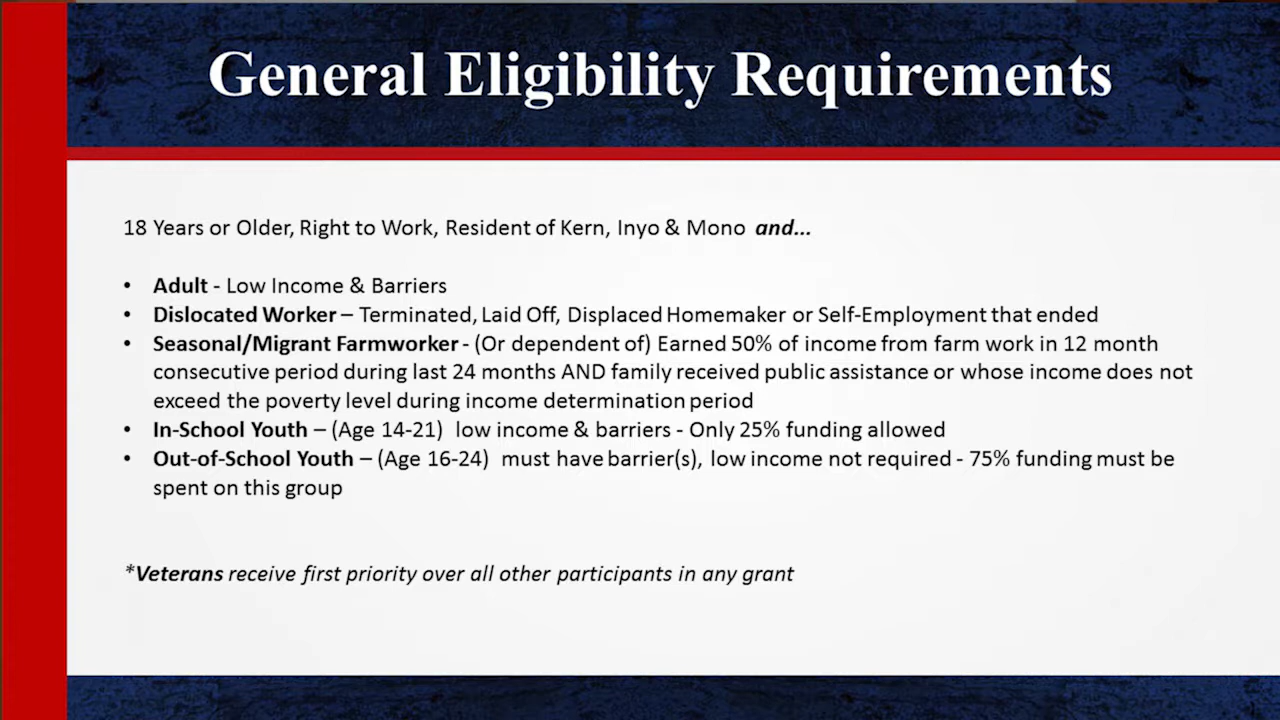 General Eligibility Requirements
18 Years or Older, Right to Work, Resident of Kern, Inyo & Mono and...
• Adult - Low Income & Barriers
• Dislocated Worker – Terminated, Laid Off, Displaced Homemaker or Self-Employment that ended
• Seasonal/Migrant Farmworker - (Or dependent of) Earned 50% of income from farm work in 12 month
consecutive period during last 24 months AND family received public assistance or whose income does not
exceed the poverty level during income determination period
• In-School Youth – (Age 14-21) low income & barriers - Only 25% funding allowed
• Out-of-School Youth – (Age 16-24) must have barrier(s), low income not required - 75% funding must be
spent on this group
*Veterans receive first priority over all other participants in any grant